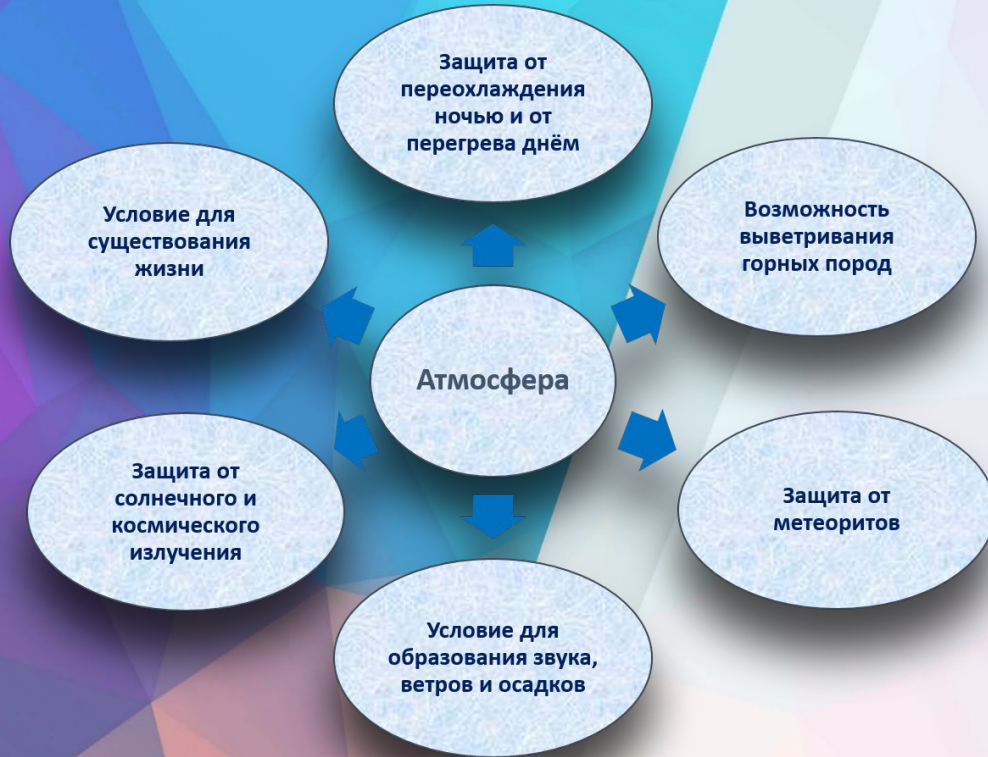 Защита от
переохлаждения
ночью и от
перегрева днём
Условие для
существования
жизни
Возможность
выветривания
горных пород
Атмосфера
Защита от
солнечного и
космического
излучения
Защита от
метеоритов
Условие для
образования звука,
ветров и осадков